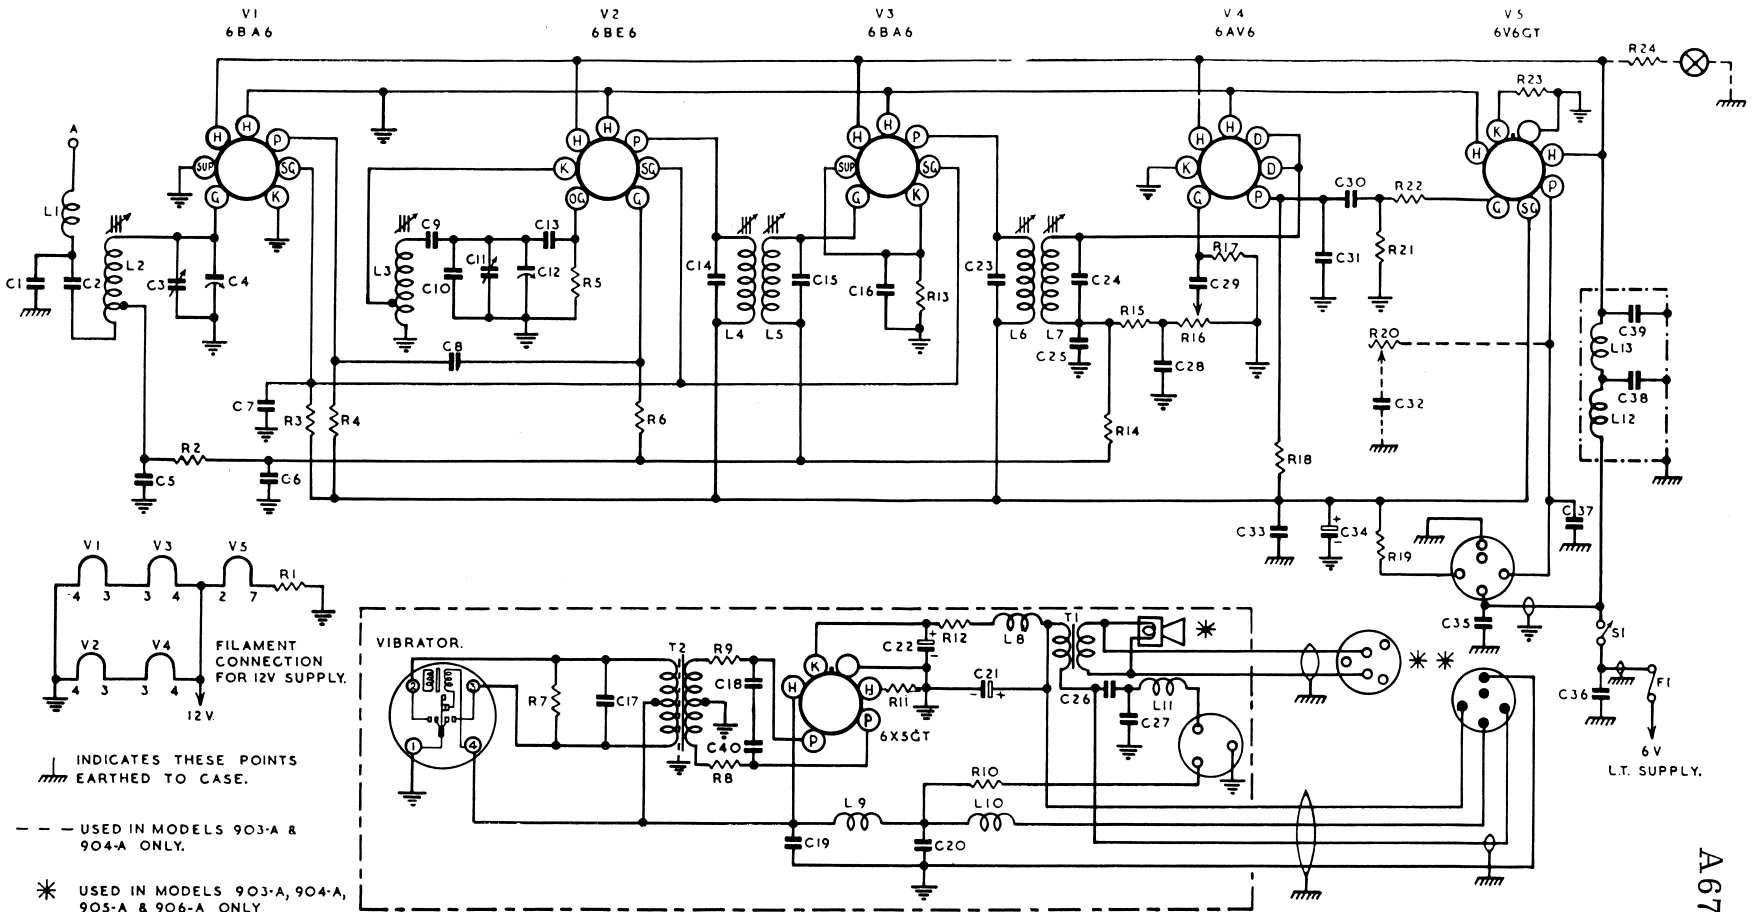 V1
6BA6
V2
6BE6
V3
6BA6
V4
6AV6
V5
6V6GT
R24
R23
H
H
P
SUP
SG
G
K
H
H
P
K
SG
OG
G
H
H
P
SUP
SG
G
K
H
H
D
K
D
G
P
K
H
H
P
G
SG
A
L1
C1
C2
L2
C3
C4
L3
C9
C10
C11
C12
C13
R5
C14
L4
L5
C15
C16
R13
C23
L6
L7
C24
C25
R15
R17
C29
R16
C28
C30
C31
R22
R21
R20
C32
C39
L13
C38
L12
C8
C7
R3
R4
R6
R14
R18
R2
C5
C6
C33
+
C34
-
R19
C37
C35
S1
C36
F1
6V
L.T. SUPPLY.
V1
V3
V5
R1
4 3 3 4 2 7
V2
V4
4 3 3 4
FILAMENT
CONNECTION
FOR 12V SUPPLY.
12V.
INDICATES THESE POINTS
EARTHED TO CASE.
USED IN MODELS 903-A &
904-A ONLY.
USED IN MODELS 903-A, 904-A,
905-A & 906-A ONLY
VIBRATOR.
2
3
1
4
R7
C17
T2
R9
C18
C40
R8
K
H
H
P
P
6X5GT
R11
C22
+
-
R12
L8
C21
-
+
T1
C26
C27
L11
R10
L9
L10
C19
C20
A67